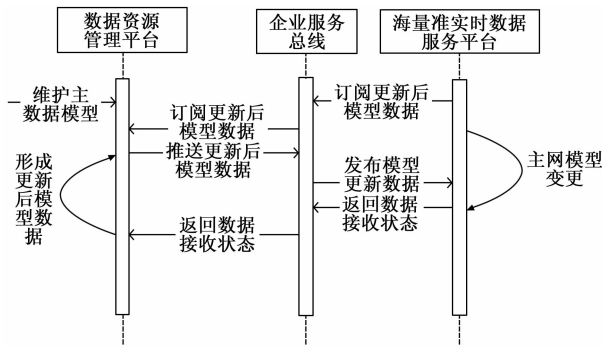 数据资源
管理平台
企业服务
总线
海量准实时数据
服务平台
维护主
数据模型
订阅更新后
模型数据
订阅更新后
模型数据
推送更新后
模型数据
形成
更新
后模
型数
据
发布模型
更新数据
主网模型
变更
返回数据
接收状态
返回数据
接收状态